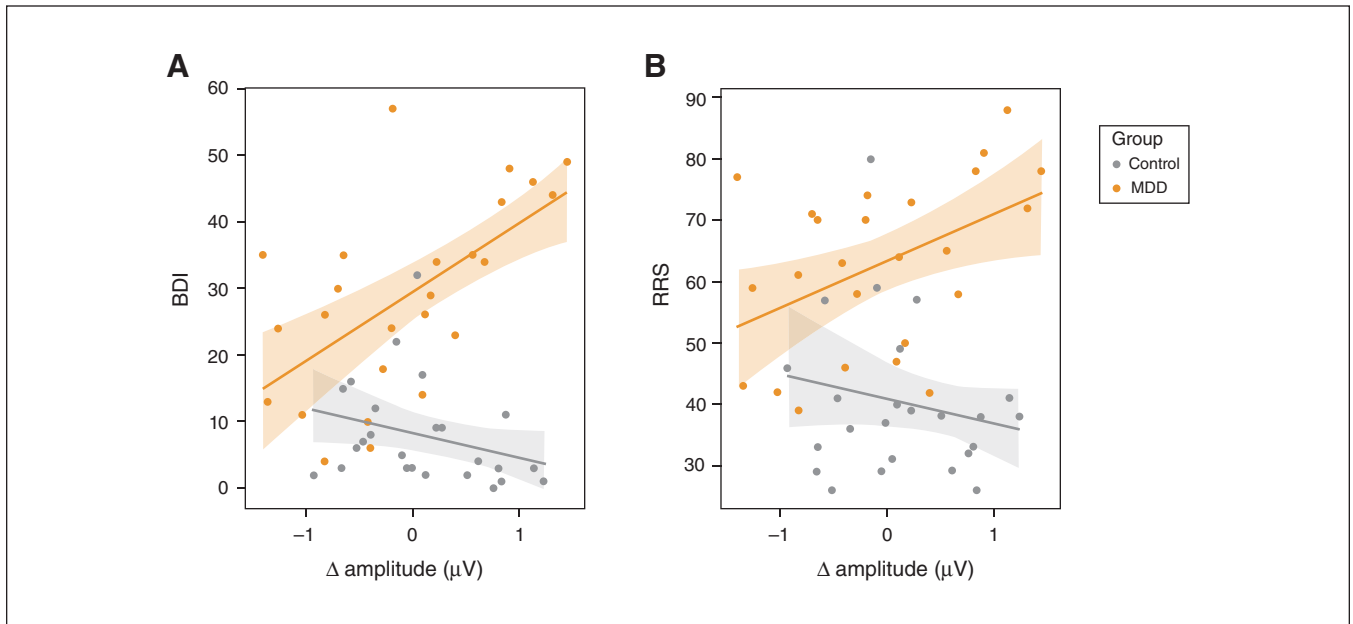 A
BDI
60
50
40
30
20
10
0
−1
0
1
Δ amplitude (μV)
B
RRS
90
80
70
60
50
40
30
−1
0
1
Δ amplitude (μV)
Group
Control
MDD